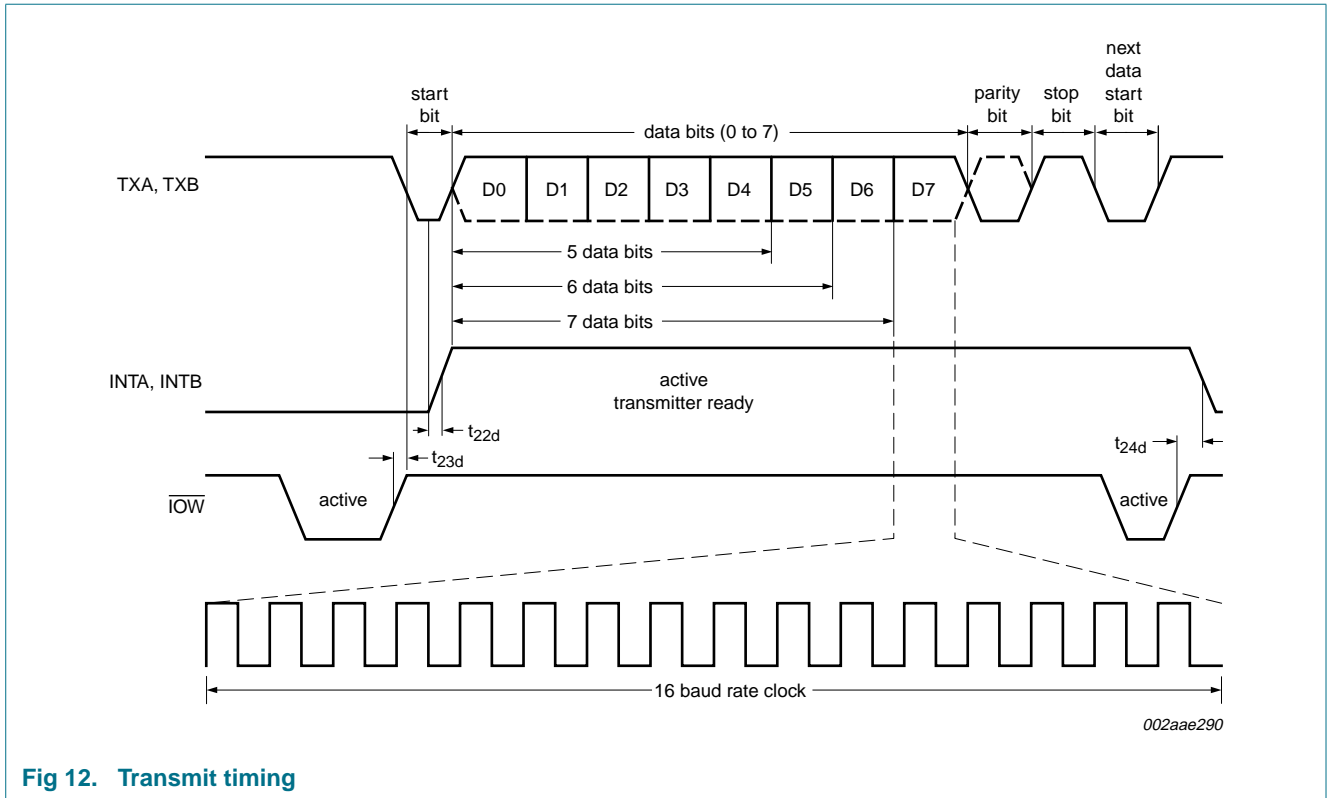 next
data
start
bit
start
bit
parity
bit
stop
bit
data bits (0 to 7)
TXA, TXB
D0 D1 D2 D3 D4 D5 D6 D7
5 data bits
6 data bits
7 data bits
INTA, INTB
active
transmitter ready
t22d
t23d
t24d
IOW
active
active
16 baud rate clock
002aae290
Fig 12. Transmit timing